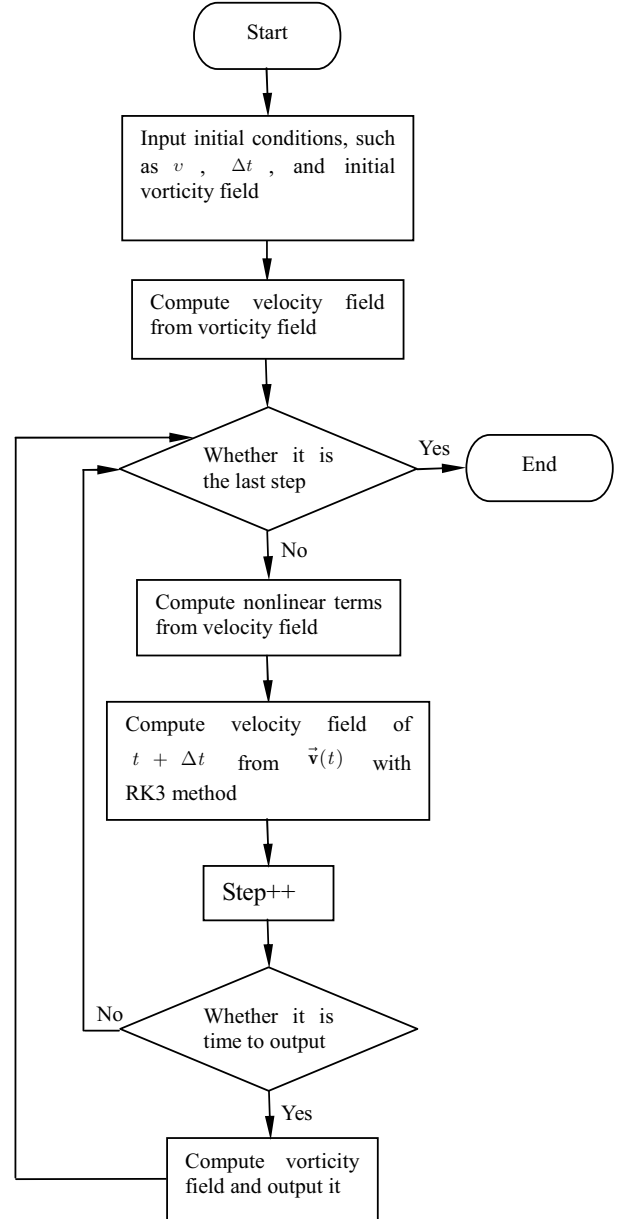 Start
Input initial conditions, such
as v , Δt , and initial
vorticity field
Compute velocity field
from vorticity field
Whether it is
the last step
Yes
End
No
Compute nonlinear terms
from velocity field
Compute velocity field of
t + Δt from v⃗(t) with
RK3 method
Step++
Whether it is
time to output
No
Yes
Compute vorticity
field and output it